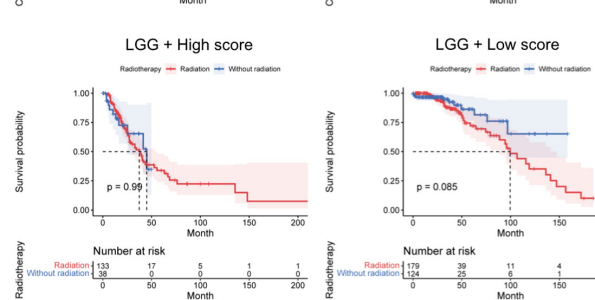 Month
Month
LGG + High score
LGG + Low score
Radiotherapy Radiation Without radiation
Radiotherapy Radiation Without radiation
Survival probability
1.00
0.75
0.50
0.25
0.00
p = 0.99
0 50 100 150 200
Month
Survival probability
1.00
0.75
0.50
0.25
0.00
p = 0.085
0 50 100 150
Month
Radiotherapy
Number at risk
Radiation 133 17 5 1 1
Without radiation 38 0 0 0 0
0 50 100 150 200
Month
Radiotherapy
Number at risk
Radiation 179 39 11 4
Without radiation 124 25 6 1
0 50 100 150
Month